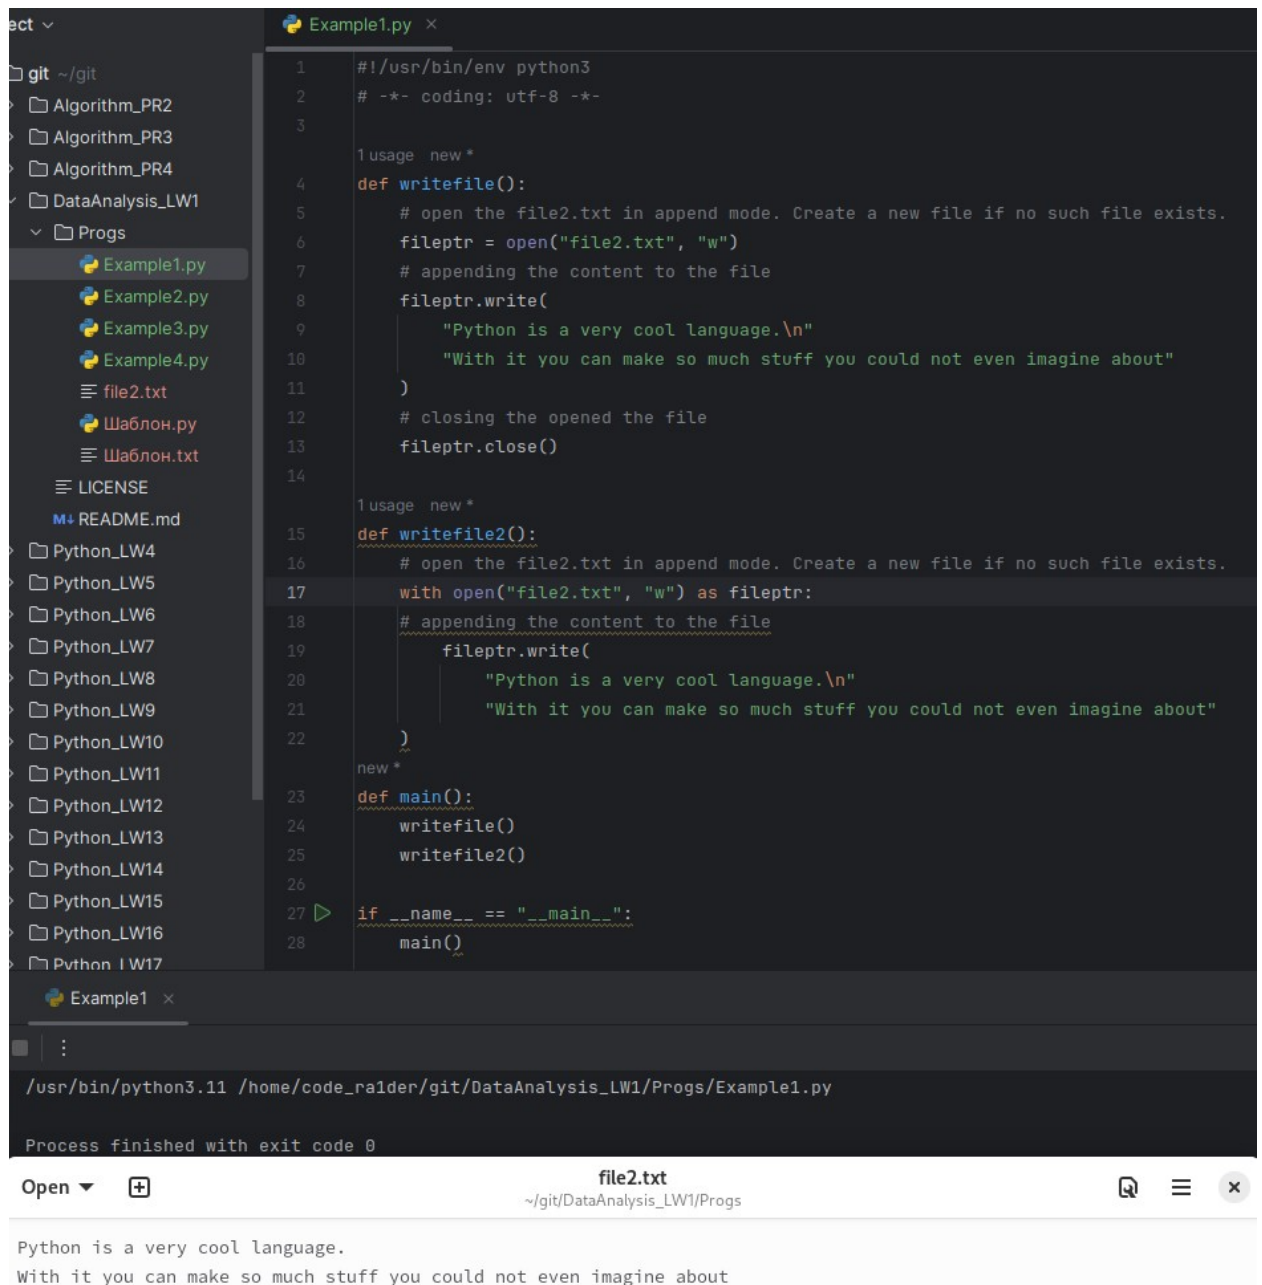 ect
Example1.py ×
git ~/git
Algorithm_PR2
Algorithm_PR3
Algorithm_PR4
DataAnalysis_LW1
Progs
Example1.py
Example2.py
Example3.py
Example4.py
file2.txt
Шаблон.py
Шаблон.txt
LICENSE
M↓ README.md
Python_LW4
Python_LW5
Python_LW6
Python_LW7
Python_LW8
Python_LW9
Python_LW10
Python_LW11
Python_LW12
Python_LW13
Python_LW14
Python_LW15
Python_LW16
Python_LW17
1 #!/usr/bin/env python3
2 # -*- coding: utf-8 -*-
3
1 usage new *
4 def writefile():
5 # open the file2.txt in append mode. Create a new file if no such file exists.
6 fileptr = open("file2.txt", "w")
7 # appending the content to the file
8 fileptr.write(
9 "Python is a very cool language.\n"
10 "With it you can make so much stuff you could not even imagine about"
11 )
12 # closing the opened the file
13 fileptr.close()
14
1 usage new *
15 def writefile2():
16 # open the file2.txt in append mode. Create a new file if no such file exists.
17 with open("file2.txt", "w") as fileptr:
18 # appending the content to the file
19 fileptr.write(
20 "Python is a very cool language.\n"
21 "With it you can make so much stuff you could not even imagine about"
22 )
new *
23 def main():
24 writefile()
25 writefile2()
26
27 if __name__ == "__main__":
28 main()
Example1 ×
/usr/bin/python3.11 /home/code_ra1der/git/DataAnalysis_LW1/Progs/Example1.py
Process finished with exit code 0
Open
file2.txt
~/git/DataAnalysis_LW1/Progs
Python is a very cool language.
With it you can make so much stuff you could not even imagine about